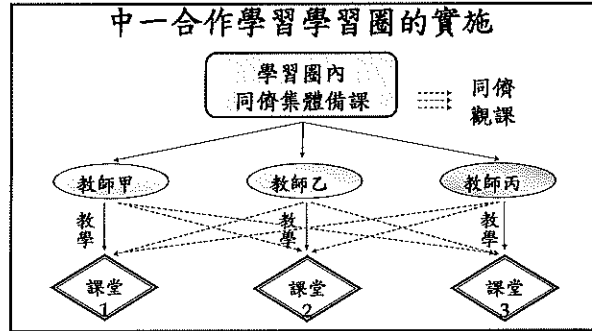 中一合作學習學習圈的實施
學習圈內
同儕集體備課
同儕
觀課
教師甲
教師乙
教師丙
教學
教學
教學
課堂
1
課堂
2
課堂
3